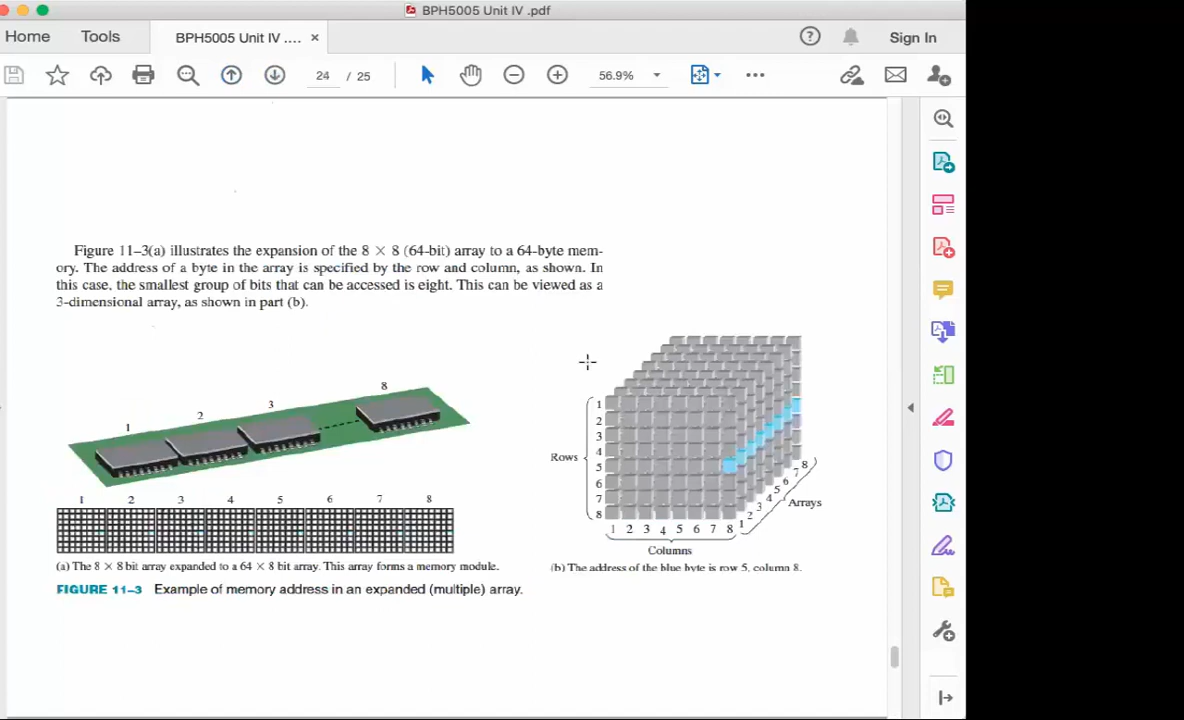 BPH5005 Unit IV .pdf
Home
Tools
BPH5005 Unit IV .... ×
Sign In
24 / 25
56.9%
Figure 11–3(a) illustrates the expansion of the 8 × 8 (64-bit) array to a 64-byte mem-
ory. The address of a byte in the array is specified by the row and column, as shown. In
this case, the smallest group of bits that can be accessed is eight. This can be viewed as a
3-dimensional array, as shown in part (b).
1 2 3 8
1 2 3 4 5 6 7 8
(a) The 8 × 8 bit array expanded to a 64 × 8 bit array. This array forms a memory module.
Rows
1
2
3
4
5
6
7
8
1 2 3 4 5 6 7 8
Columns
1 2 3 4 5 6 7 8
Arrays
(b) The address of the blue byte is row 5, column 8.
FIGURE 11–3 Example of memory address in an expanded (multiple) array.